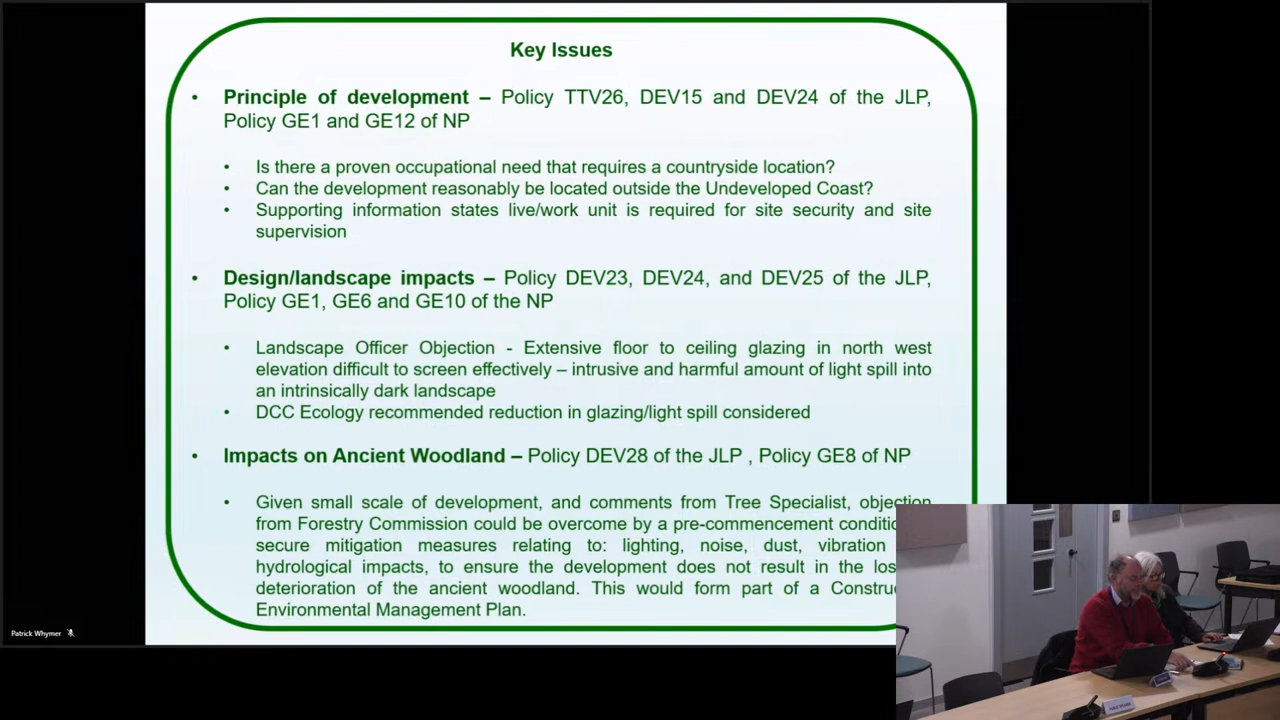 Key Issues
• Principle of development – Policy TTV26, DEV15 and DEV24 of the JLP,
Policy GE1 and GE12 of NP
• Is there a proven occupational need that requires a countryside location?
• Can the development reasonably be located outside the Undeveloped Coast?
• Supporting information states live/work unit is required for site security and site
supervision
• Design/landscape impacts – Policy DEV23, DEV24, and DEV25 of the JLP,
Policy GE1, GE6 and GE10 of the NP
• Landscape Officer Objection - Extensive floor to ceiling glazing in north west
elevation difficult to screen effectively – intrusive and harmful amount of light spill into
an intrinsically dark landscape
• DCC Ecology recommended reduction in glazing/light spill considered
• Impacts on Ancient Woodland – Policy DEV28 of the JLP , Policy GE8 of NP
• Given small scale of development, and comments from Tree Specialist, objection
from Forestry Commission could be overcome by a pre-commencement conditio
secure mitigation measures relating to: lighting, noise, dust, vibration
hydrological impacts, to ensure the development does not result in the los
deterioration of the ancient woodland. This would form part of a Constru
Environmental Management Plan.
Patrick Whymer